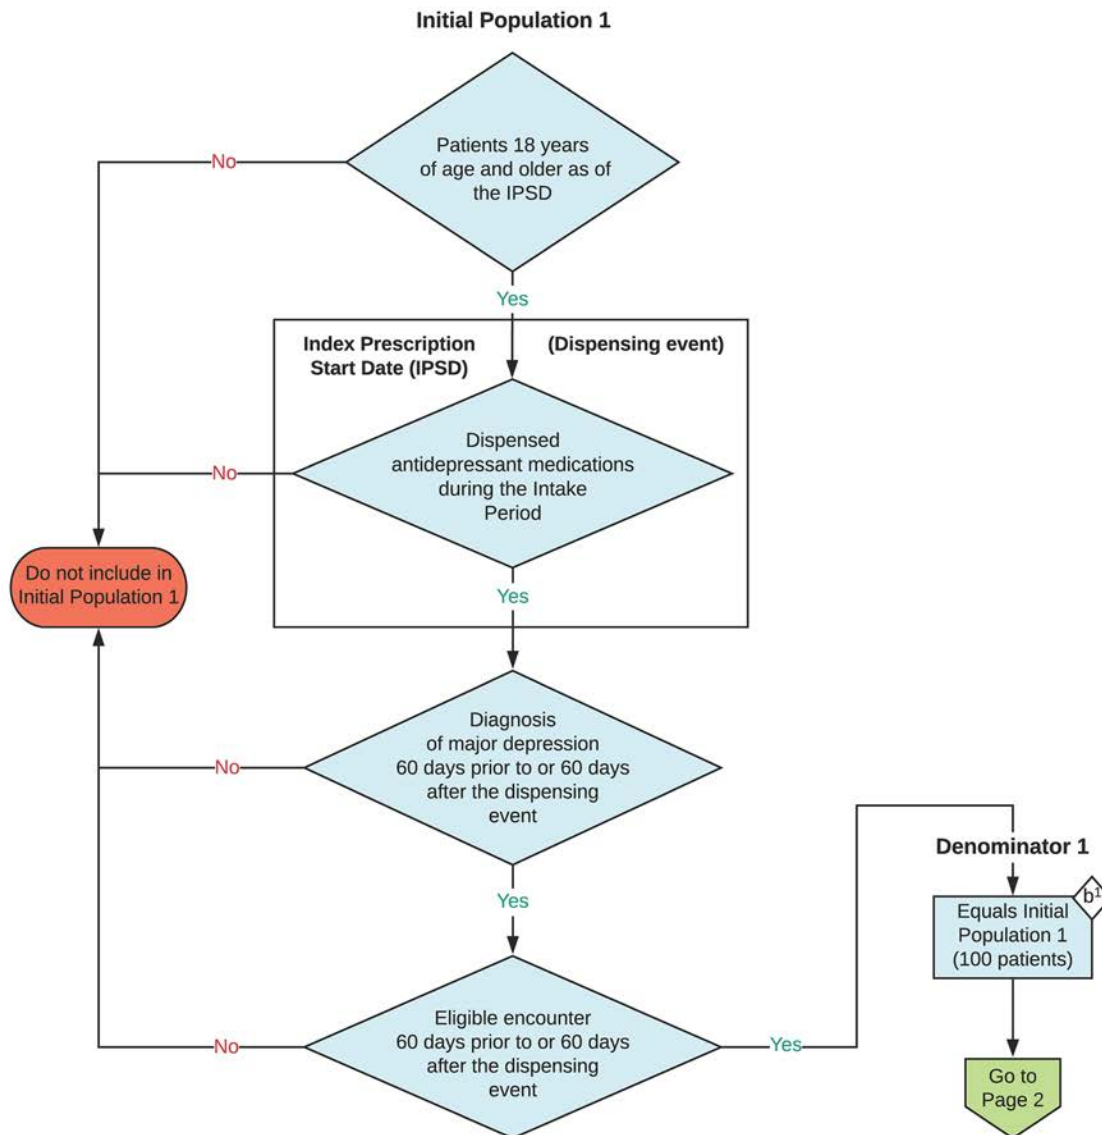 Initial Population 1
Patients 18 years
of age and older as of
the IPSD
No
Yes
Index Prescription
Start Date (IPSD)
(Dispensing event)
Dispensed
antidepressant medications
during the Intake
Period
No
Yes
Do not include in
Initial Population 1
Diagnosis
of major depression
60 days prior to or 60 days
after the dispensing
event
No
Yes
Denominator 1
b¹
Equals Initial
Population 1
(100 patients)
Eligible encounter
60 days prior to or 60 days
after the dispensing
event
No
Yes
Go to
Page 2